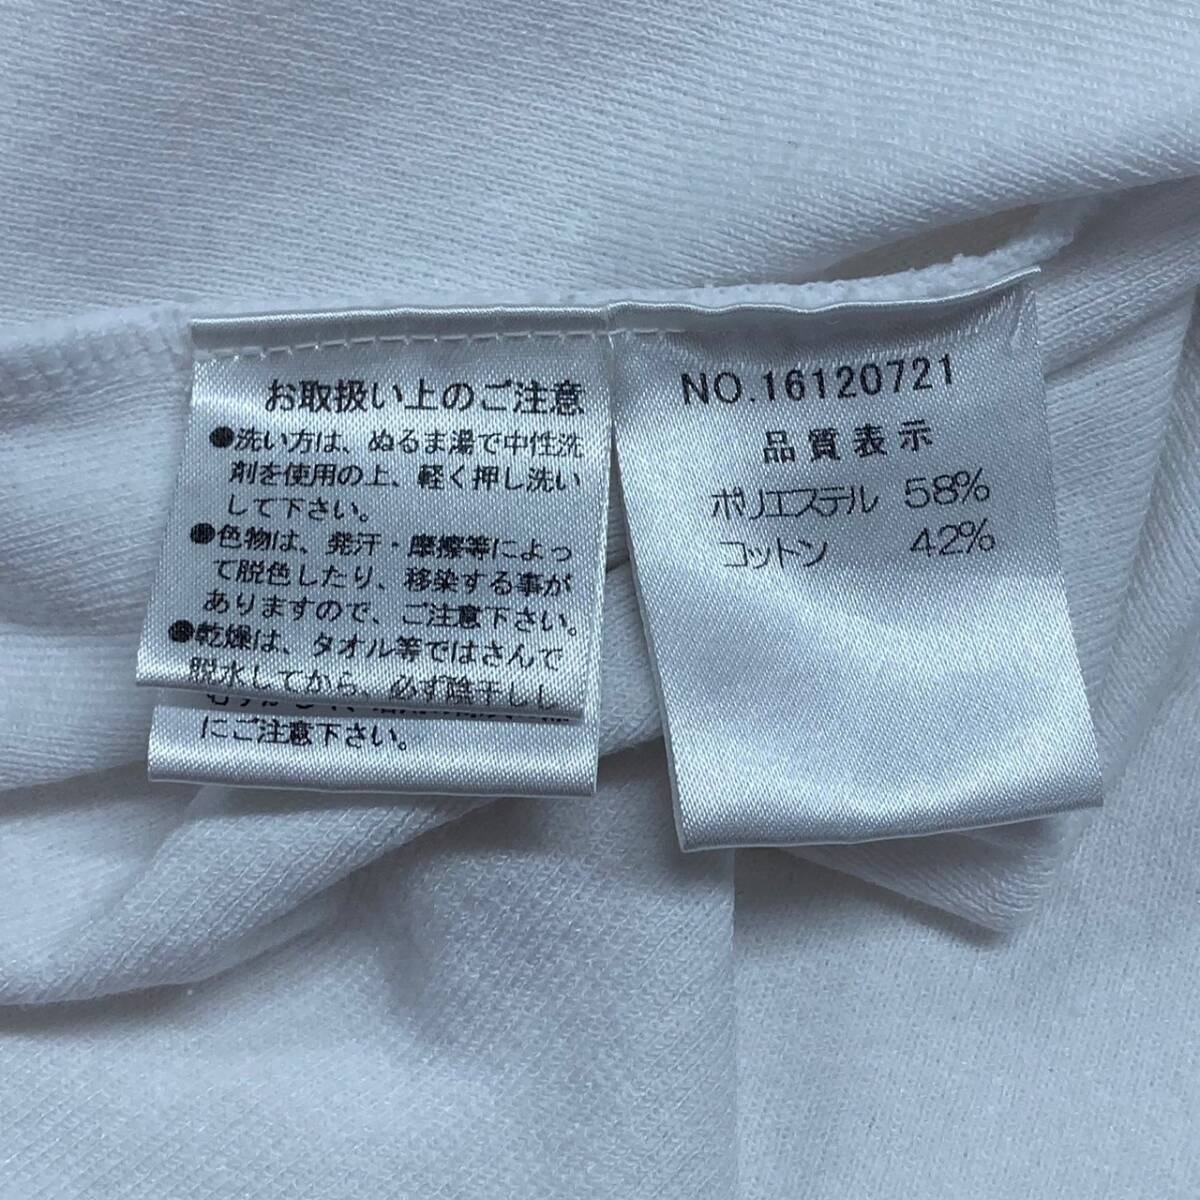 お取扱い上のご注意
●洗い方は、ぬるま湯で中性洗
剤を使用の上、軽く押し洗い
して下さい。
●色物は、発汗・摩擦等によっ
て脱色したり、移染する事が
ありますので、ご注意下さい。
●乾燥は、タオル等ではさんで
脱水してから、必ず陰干しし
にご注意下さい。
NO.16120721
品質表示
ポリエステル 58%
コットン 42%